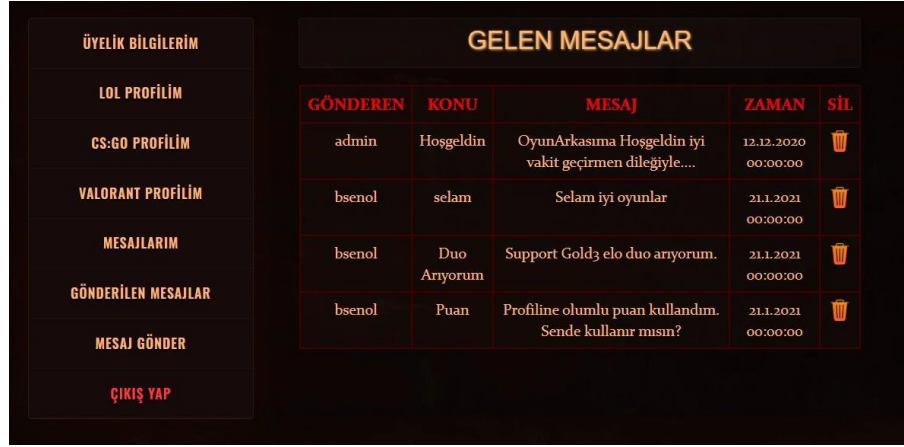 ÜYELİK BİLGİLERİM
LOL PROFİLİM
CS:GO PROFİLİM
VALORANT PROFİLİM
MESAJLARIM
GÖNDERİLEN MESAJLAR
MESAJ GÖNDER
ÇIKIŞ YAP
GELEN MESAJLAR
GÖNDEREN KONU MESAJ ZAMAN SİL
admin Hoşgeldin OyunArkasıma Hoşgeldin iyi 12.12.2020
vakit geçirmen dileğiyle.... 00:00:00
bsenol selam Selam iyi oyunlar 21.1.2021
00:00:00
bsenol Duo Support Gold3 elo duo arıyorum. 21.1.2021
Arıyorum 00:00:00
bsenol Puan Profiline olumlu puan kullandım. 21.1.2021
Sende kullanır mısın? 00:00:00